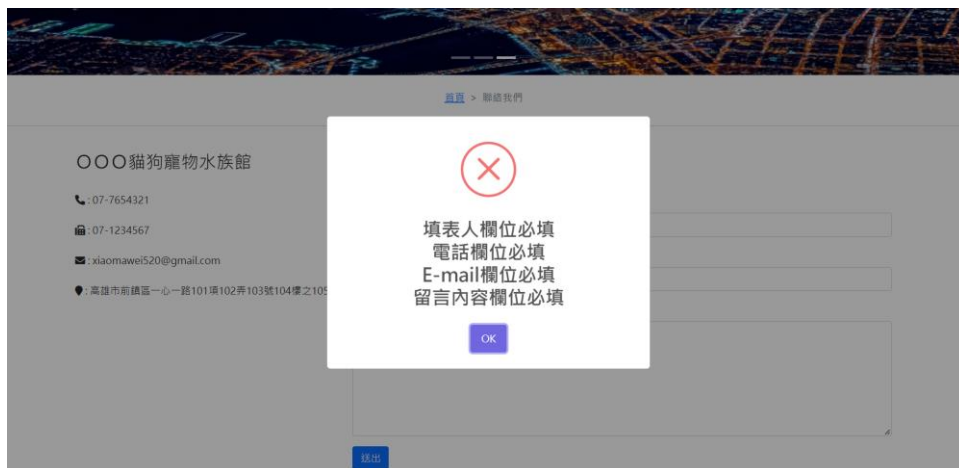 首頁 > 聯絡我們
OOO貓狗寵物水族館
: 07-7654321
: 07-1234567
: xiaomawei520@gmail.com
: 高雄市前鎮區一心一路101項102弄103號104樓之105
填表人欄位必填
電話欄位必填
E-mail欄位必填
留言內容欄位必填
OK
送出